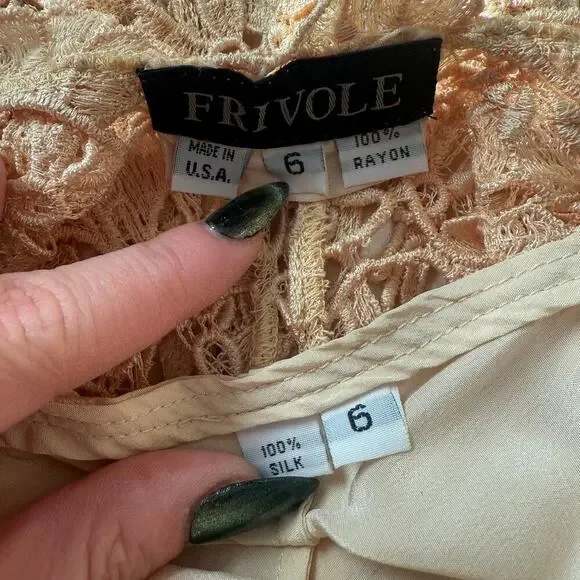 FRIVOLE
MADE IN
U.S.A.
6
100%
RAYON
6
100%
SILK